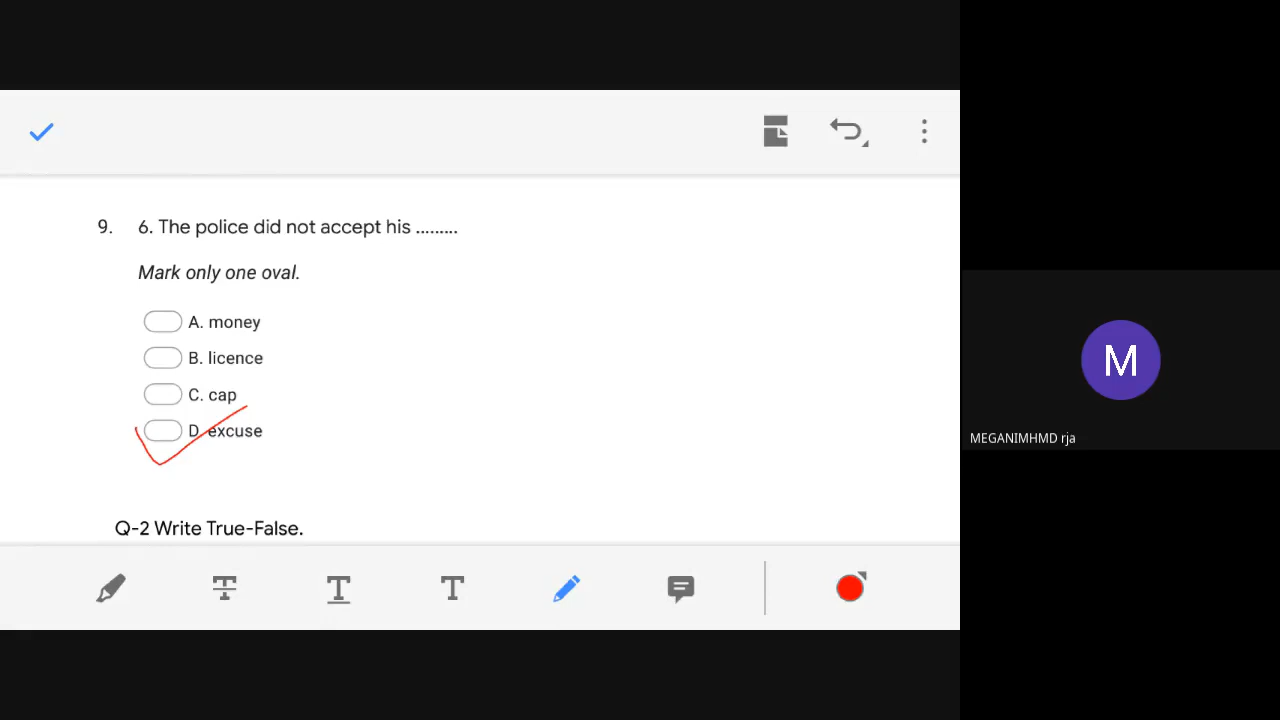 9. 6. The police did not accept his .........
Mark only one oval.
A. money
B. licence
C. cap
D. excuse
Q-2 Write True-False.
T T T
M
MEGANIMHMD rja